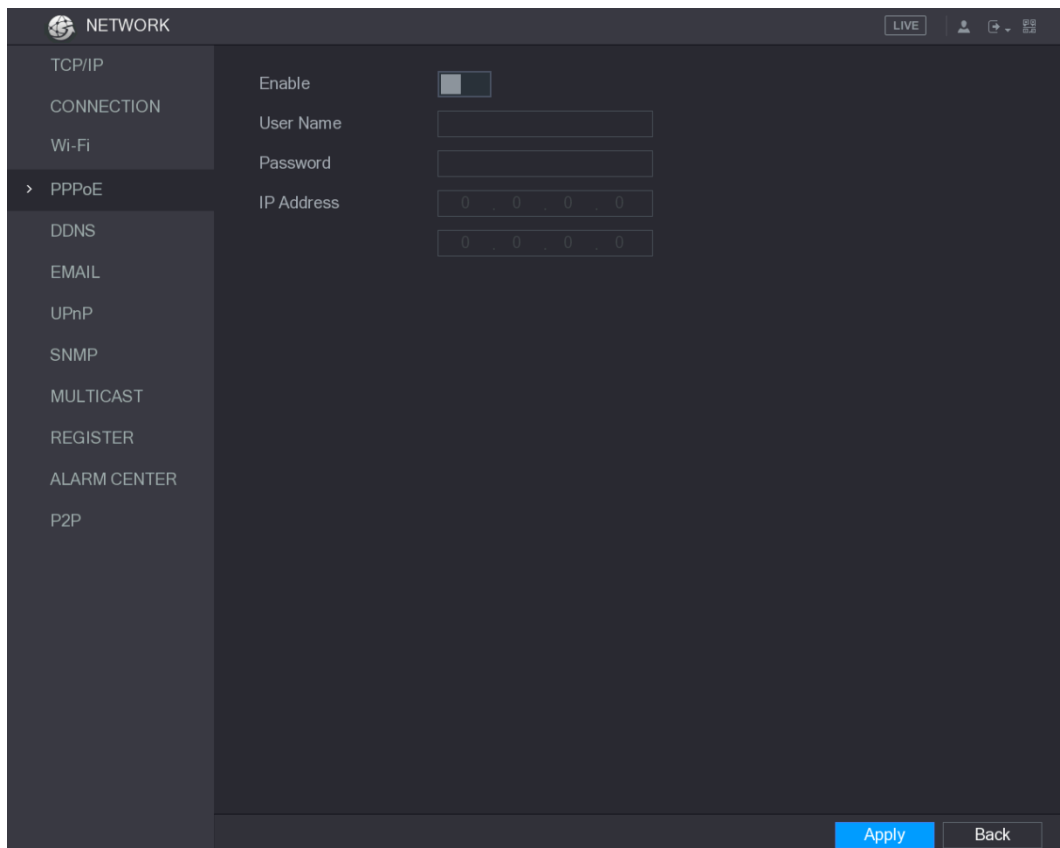 NETWORK
LIVE
TCP/IP
CONNECTION
Wi-Fi
PPPoE
DDNS
EMAIL
UPnP
SNMP
MULTICAST
REGISTER
ALARM CENTER
P2P
Enable
User Name
Password
IP Address 0 . 0 . 0 . 0
0 . 0 . 0 . 0
Apply Back